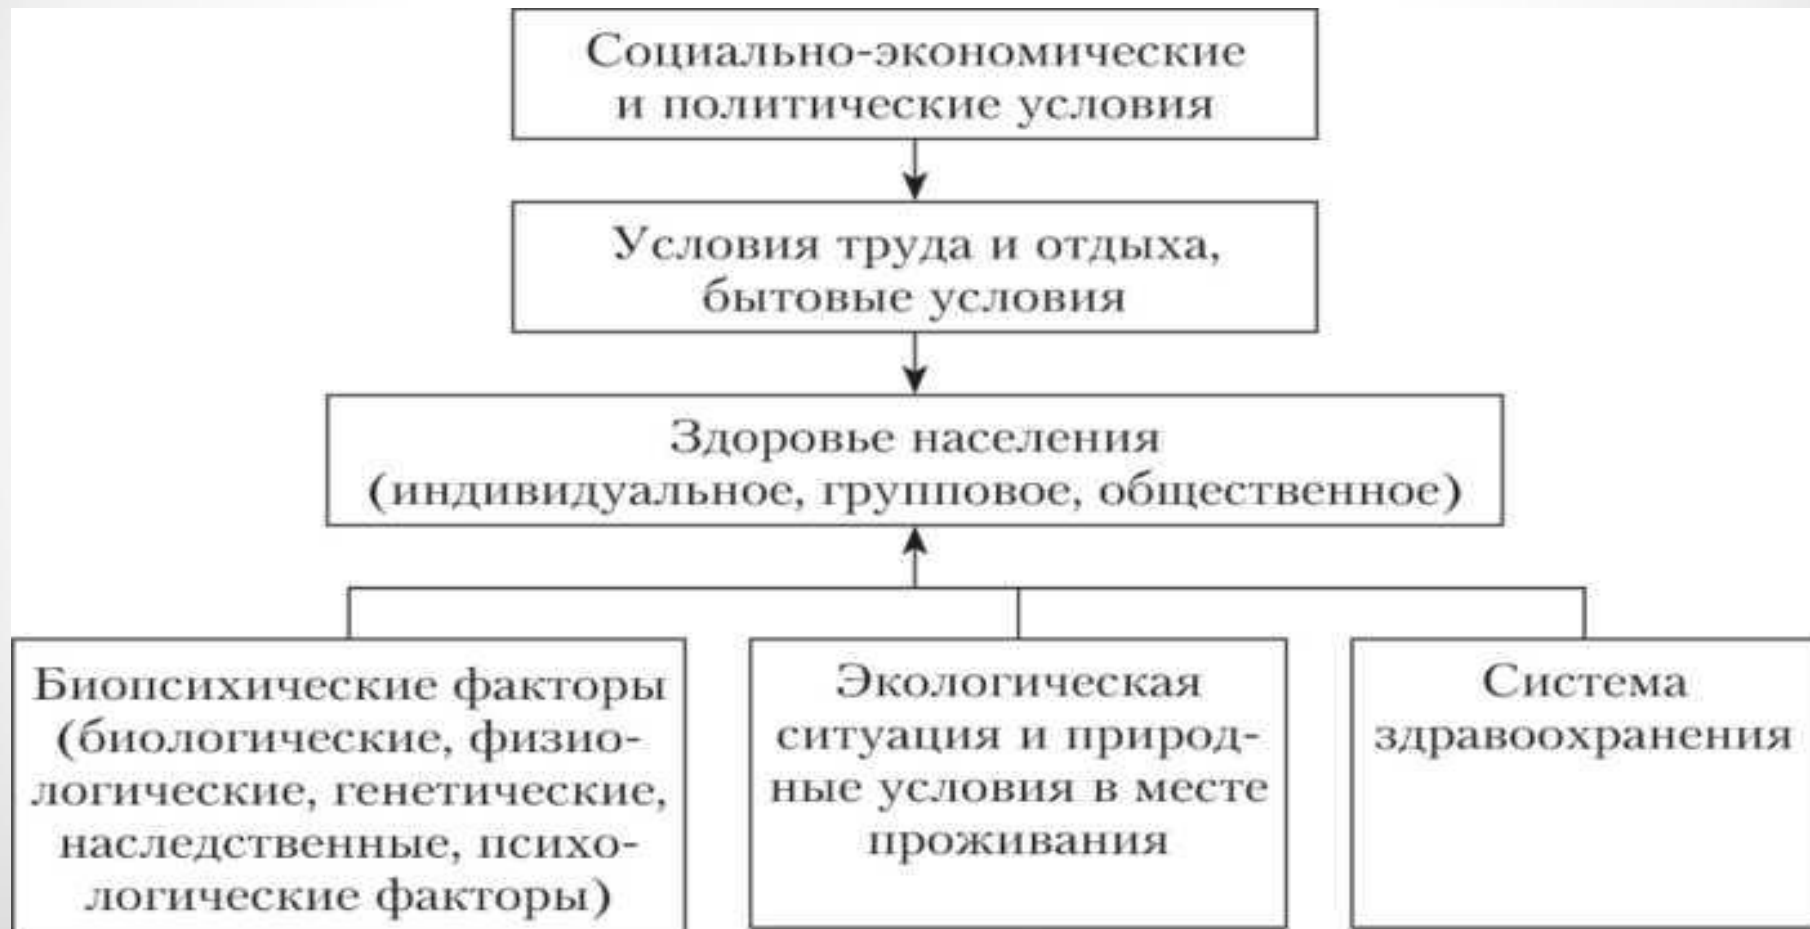 Социально-экономические
и политические условия
Условия труда и отдыха,
бытовые условия
Здоровье населения
(индивидуальное, групповое, общественное)
Биопсихические факторы
(биологические, физио-
логические, генетические,
наследственные, психо-
логические факторы)
Экологическая
ситуация и природ-
ные условия в месте
проживания
Система
здравоохранения